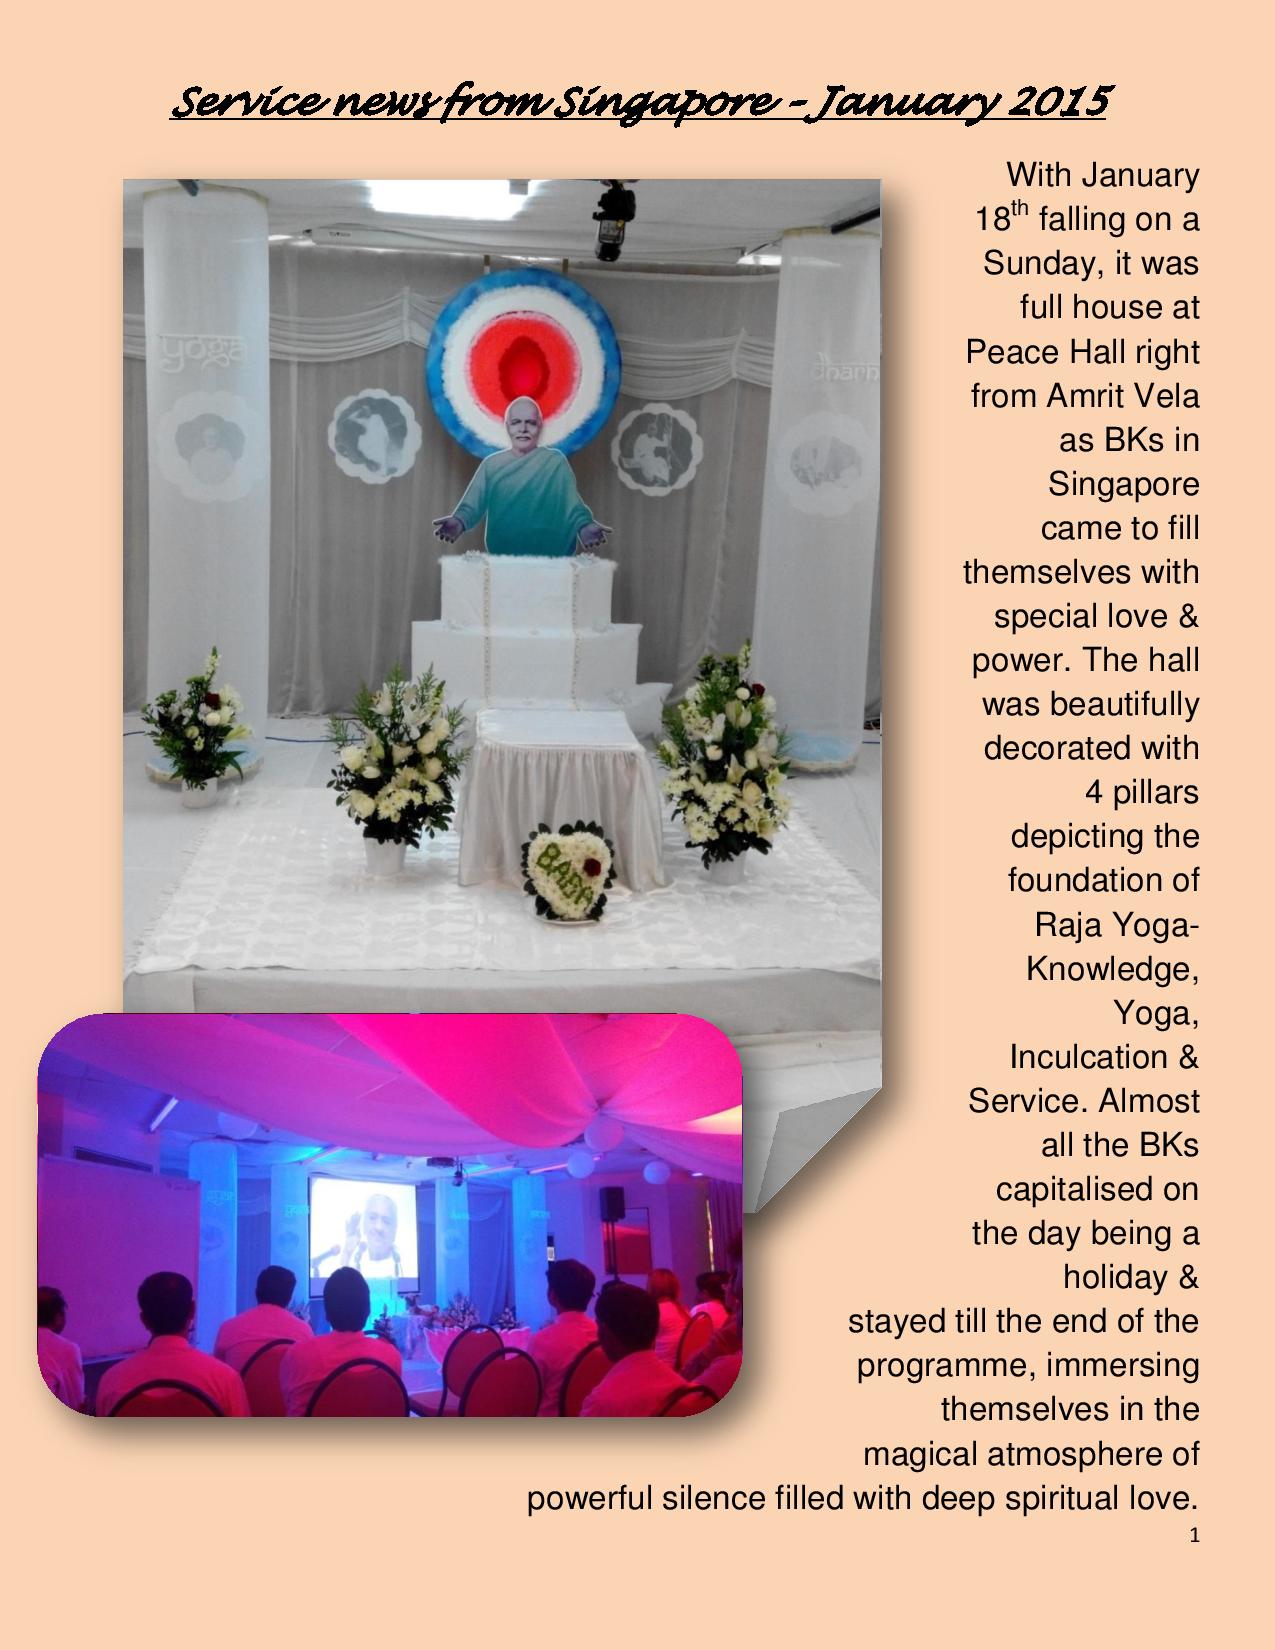 Service news from Singapore - January 2015
With January
18th falling on a
Sunday, it was
full house at
Peace Hall right
from Amrit Vela
as BKs in
Singapore
came to fill
themselves with
special love &
power. The hall
was beautifully
decorated with
4 pillars
depicting the
foundation of
Raja Yoga-
Knowledge,
Yoga,
Inculcation &
Service. Almost
all the BKs
capitalised on
the day being a
holiday &
stayed till the end of the
programme, immersing
themselves in the
magical atmosphere of
powerful silence filled with deep spiritual love.
1
yoga
BABA
yoga